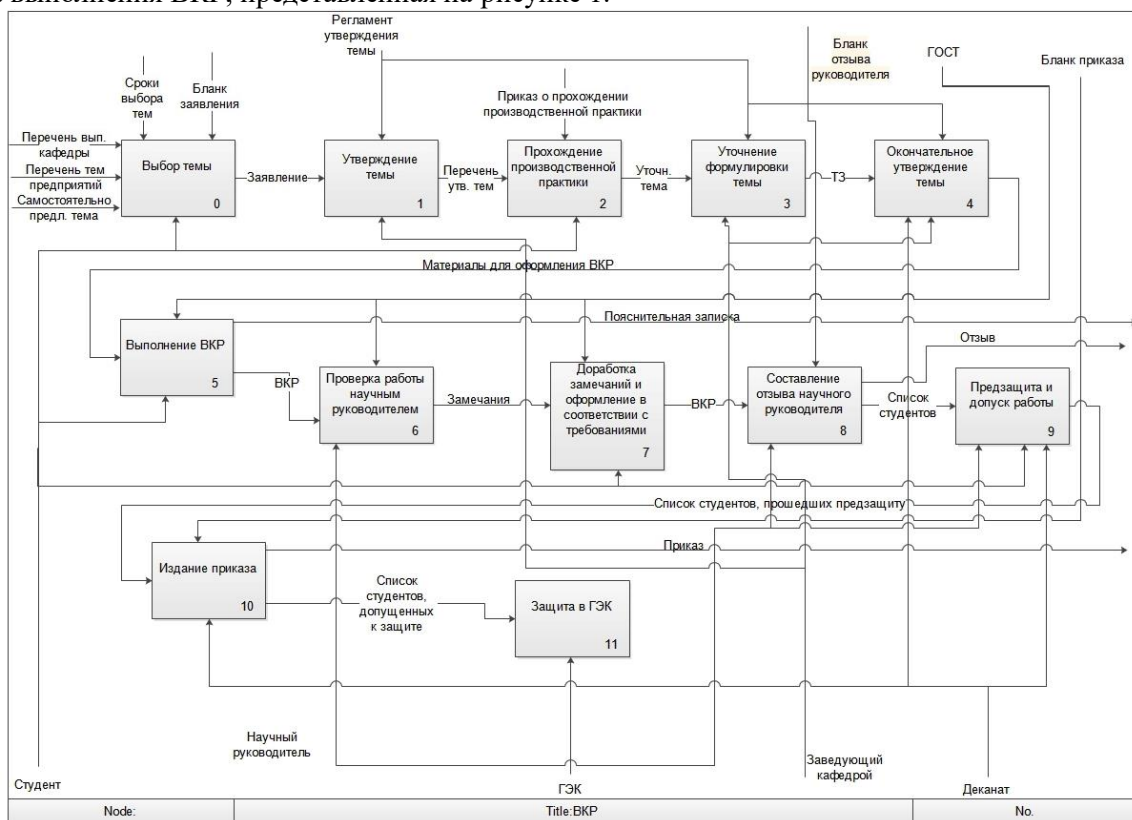 выполнения ВКР, представленная на рисунке 1.
Регламент
утверждения
темы
Бланк
отзыва
руководителя
ГОСТ
Бланк приказа
Сроки
выбора
тем
Бланк
заявления
Приказ о прохождении
производственной практики
Перечень вып.
кафедры
Перечень тем
предприятий
Самостоятельно
предл. тема
Выбор темы
0
Заявление
Утверждение
темы
1
Перечень
утв. тем
Прохождение
производственной
практики
2
Уточн.
тема
Уточнение
формулировки
темы
3
ТЗ
Окончательное
утверждение
темы
4
Материалы для оформления ВКР
Пояснительная записка
Выполнение ВКР
5
ВКР
Проверка работы
научным
руководителем
6
Замечания
Доработка
замечаний и
оформление в
соответствии с
требованиями
7
ВКР
Составление
отзыва научного
руководителя
8
Отзыв
Список
студентов
Предзащита и
допуск работы
9
Список студентов, прошедших предзащиту
Издание приказа
10
Приказ
Список
студентов,
допущенных
к защите
Защита в ГЭК
11
Научный
руководитель
Студент
ГЭК
Заведующий
кафедрой
Деканат
Node:
Title:ВКР
No.